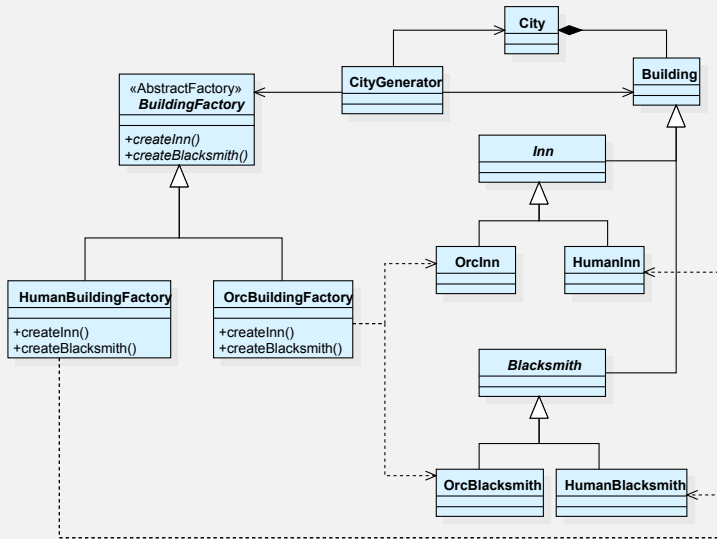 City
CityGenerator
Building
«AbstractFactory»
BuildingFactory
+createInn()
+createBlacksmith()
Inn
OrcInn
HumanInn
HumanBuildingFactory
+createInn()
+createBlacksmith()
OrcBuildingFactory
+createInn()
+createBlacksmith()
Blacksmith
OrcBlacksmith
HumanBlacksmith